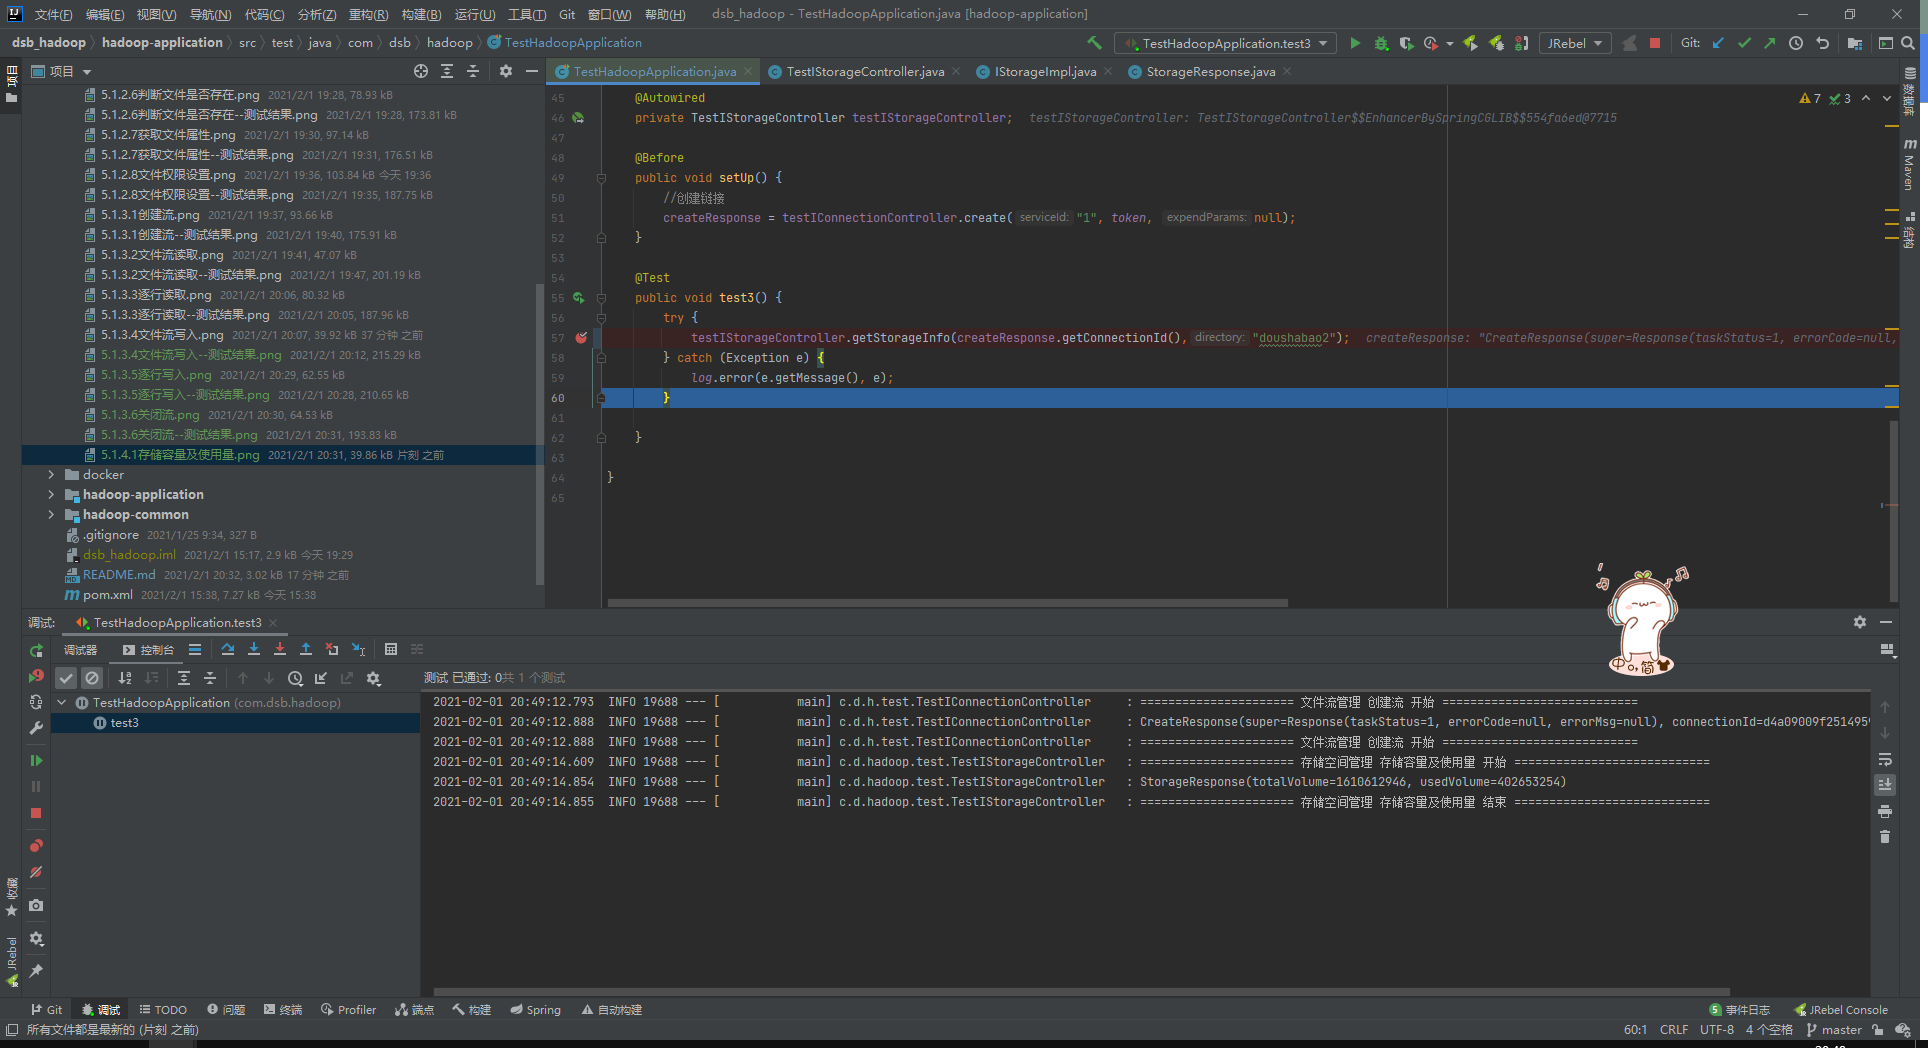 文件(F) 编辑(E) 视图(V) 导航(N) 代码(C) 分析(Z) 重构(R) 构建(B) 运行(U) 工具(T) Git 窗口(W) 帮助(H) dsb_hadoop - TestHadoopApplication.java [hadoop-application]
dsb_hadoop hadoop-application src test java com dsb hadoop TestHadoopApplication TestHadoopApplication.test3 JRebel Git:
项目
项目 TestHadoopApplication.java TestIStorageController.java IStorageImpl.java StorageResponse.java
5.1.2.6判断文件是否存在.png 2021/2/1 19:28, 78.93 kB
5.1.2.6判断文件是否存在--测试结果.png 2021/2/1 19:28, 173.81 kB
5.1.2.7获取文件属性.png 2021/2/1 19:30, 97.14 kB
5.1.2.7获取文件属性--测试结果.png 2021/2/1 19:31, 176.51 kB
5.1.2.8文件权限设置.png 2021/2/1 19:36, 103.84 kB 今天 19:36
5.1.2.8文件权限设置--测试结果.png 2021/2/1 19:35, 187.75 kB
5.1.3.1创建流.png 2021/2/1 19:37, 93.66 kB
5.1.3.1创建流--测试结果.png 2021/2/1 19:40, 175.91 kB
5.1.3.2文件流读取.png 2021/2/1 19:41, 47.07 kB
5.1.3.2文件流读取--测试结果.png 2021/2/1 19:47, 201.19 kB
5.1.3.3逐行读取.png 2021/2/1 20:06, 80.32 kB
5.1.3.3逐行读取--测试结果.png 2021/2/1 20:05, 187.96 kB
5.1.3.4文件流写入.png 2021/2/1 20:07, 39.92 kB 37 分钟 之前
5.1.3.4文件流写入--测试结果.png 2021/2/1 20:12, 215.29 kB
5.1.3.5逐行写入.png 2021/2/1 20:29, 62.55 kB
5.1.3.5逐行写入--测试结果.png 2021/2/1 20:28, 210.65 kB
5.1.3.6关闭流.png 2021/2/1 20:30, 64.53 kB
5.1.3.6关闭流--测试结果.png 2021/2/1 20:31, 193.83 kB
5.1.4.1存储容量及使用量.png 2021/2/1 20:31, 39.86 kB 片刻 之前
docker
hadoop-application
hadoop-common
.gitignore 2021/1/25 9:34, 327 B
dsb_hadoop.iml 2021/2/1 15:17, 2.9 kB 今天 19:29
README.md 2021/2/1 20:32, 3.02 kB 17 分钟 之前
pom.xml 2021/2/1 15:38, 7.27 kB 今天 15:38
7 3
45 @Autowired
46 private TestIStorageController testIStorageController; testIStorageController: TestIStorageController$$EnhancerBySpringCGLIB$$554fa6ed@7715
47
48 @Before
49 public void setUp() {
50 //创建链接
51 createResponse = testIConnectionController.create( serviceId: "1", token, expendParams: null);
52 }
53
54 @Test
55 public void test3() {
56 try {
57 testIStorageController.getStorageInfo(createResponse.getConnectionId(), directory: "doushabao2"); createResponse: "CreateResponse(super=Response(taskStatus=1, errorCode=null,
58 } catch (Exception e) {
59 log.error(e.getMessage(), e);
60 }
61
62 }
63
64 }
65
数据库
Maven
结构
中 o, 简
调试: TestHadoopApplication.test3
调试器 控制台
测试 已通过: 0共 1 个测试
TestHadoopApplication (com.dsb.hadoop)
test3
2021-02-01 20:49:12.793 INFO 19688 --- [ main] c.d.h.test.TestIConnectionController : ====================== 文件流管理 创建流 开始 ============================
2021-02-01 20:49:12.888 INFO 19688 --- [ main] c.d.h.test.TestIConnectionController : CreateResponse(super=Response(taskStatus=1, errorCode=null, errorMsg=null), connectionId=d4a09009f251495
2021-02-01 20:49:12.888 INFO 19688 --- [ main] c.d.h.test.TestIConnectionController : ====================== 文件流管理 创建流 开始 ============================
2021-02-01 20:49:14.609 INFO 19688 --- [ main] c.d.hadoop.test.TestIStorageController : ====================== 存储空间管理 存储容量及使用量 开始 ============================
2021-02-01 20:49:14.854 INFO 19688 --- [ main] c.d.hadoop.test.TestIStorageController : StorageResponse(totalVolume=1610612946, usedVolume=402653254)
2021-02-01 20:49:14.855 INFO 19688 --- [ main] c.d.hadoop.test.TestIStorageController : ====================== 存储空间管理 存储容量及使用量 结束 ============================
收藏
JRebel
Git 调试 TODO 问题 终端 Profiler 端点 构建 Spring 自动构建 5 事件日志 JRebel Console
所有文件都是最新的 (片刻 之前) 60:1 CRLF UTF-8 4 个空格 master